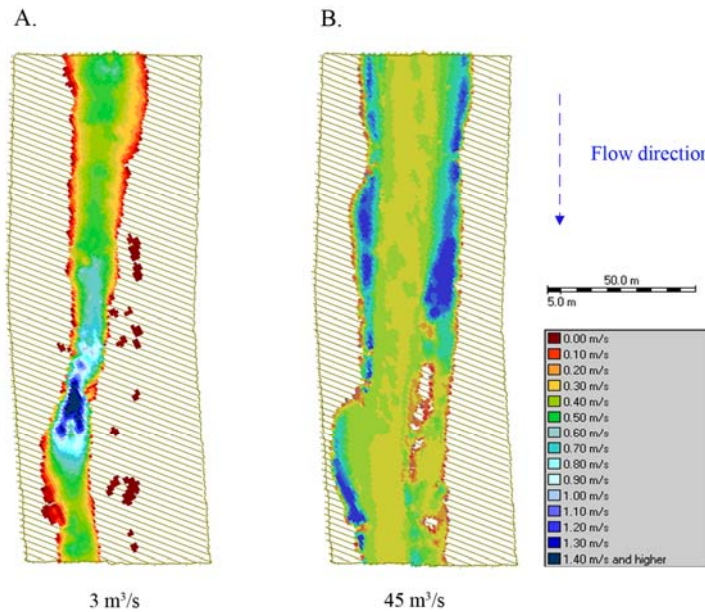 A.
B.
Flow direction
50.0 m
5.0 m
0.00 m/s
0.10 m/s
0.20 m/s
0.30 m/s
0.40 m/s
0.50 m/s
0.60 m/s
0.70 m/s
0.80 m/s
0.90 m/s
1.00 m/s
1.10 m/s
1.20 m/s
1.30 m/s
1.40 m/s and higher
3 m³/s
45 m³/s